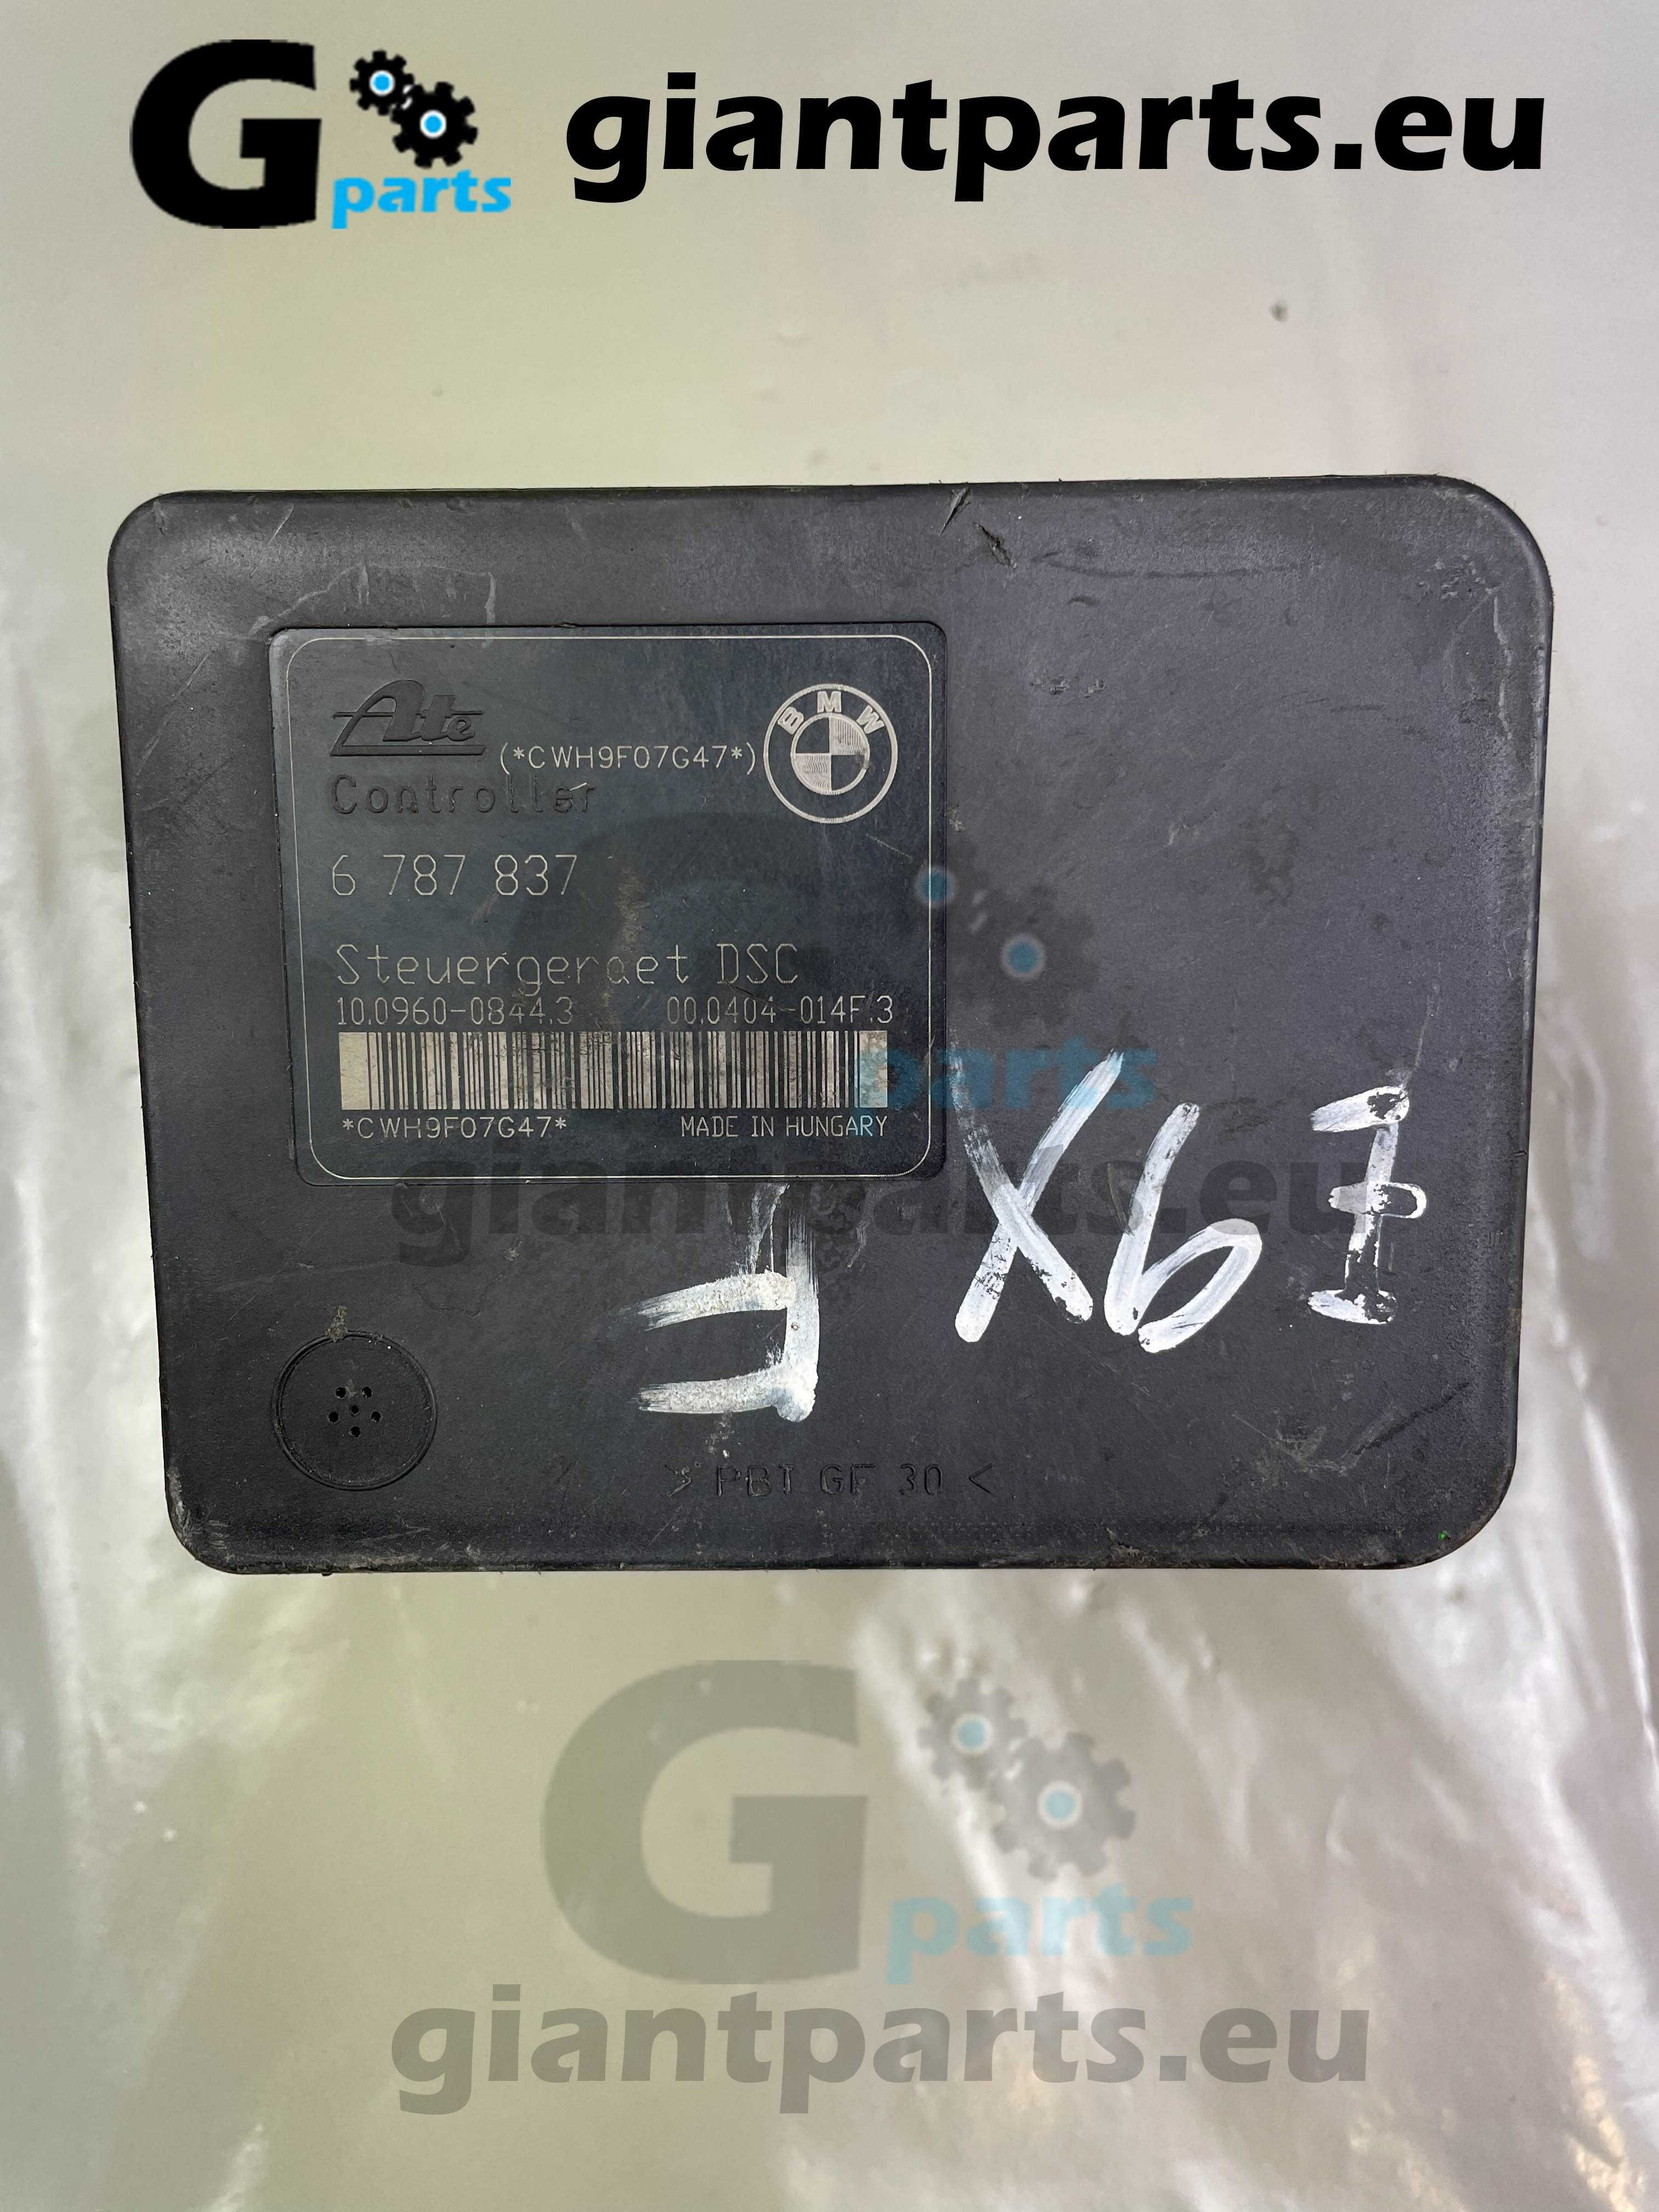 G parts giantparts.eu
Ate
(*CWH9F07G47*)
BMW
Controller
6 787 837
Steuergeraet DSC
10.0960-0844.3 00.0404-014F.3
*CWH9F07G47* MADE IN HUNGARY
parts
giantparts.eu
> PBT GF 30 <
G parts
giantparts.eu